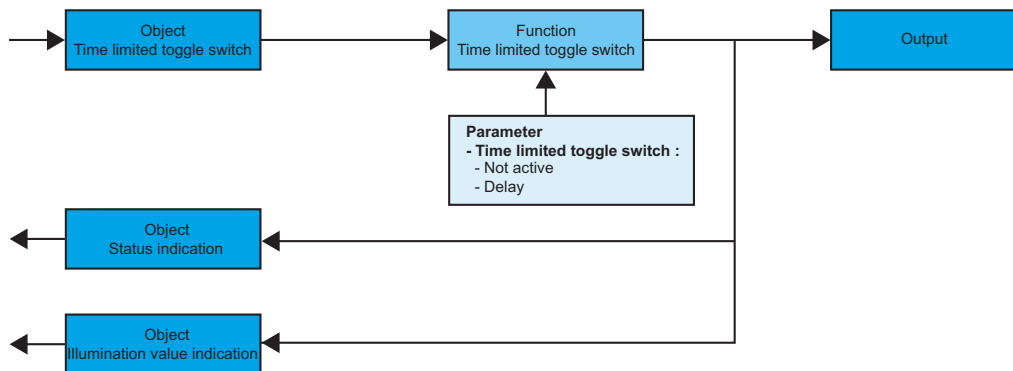 Object
Time limited toggle switch
Function
Time limited toggle switch
Output
Parameter
- Time limited toggle switch :
- Not active
- Delay
Object
Status indication
Object
Illumination value indication